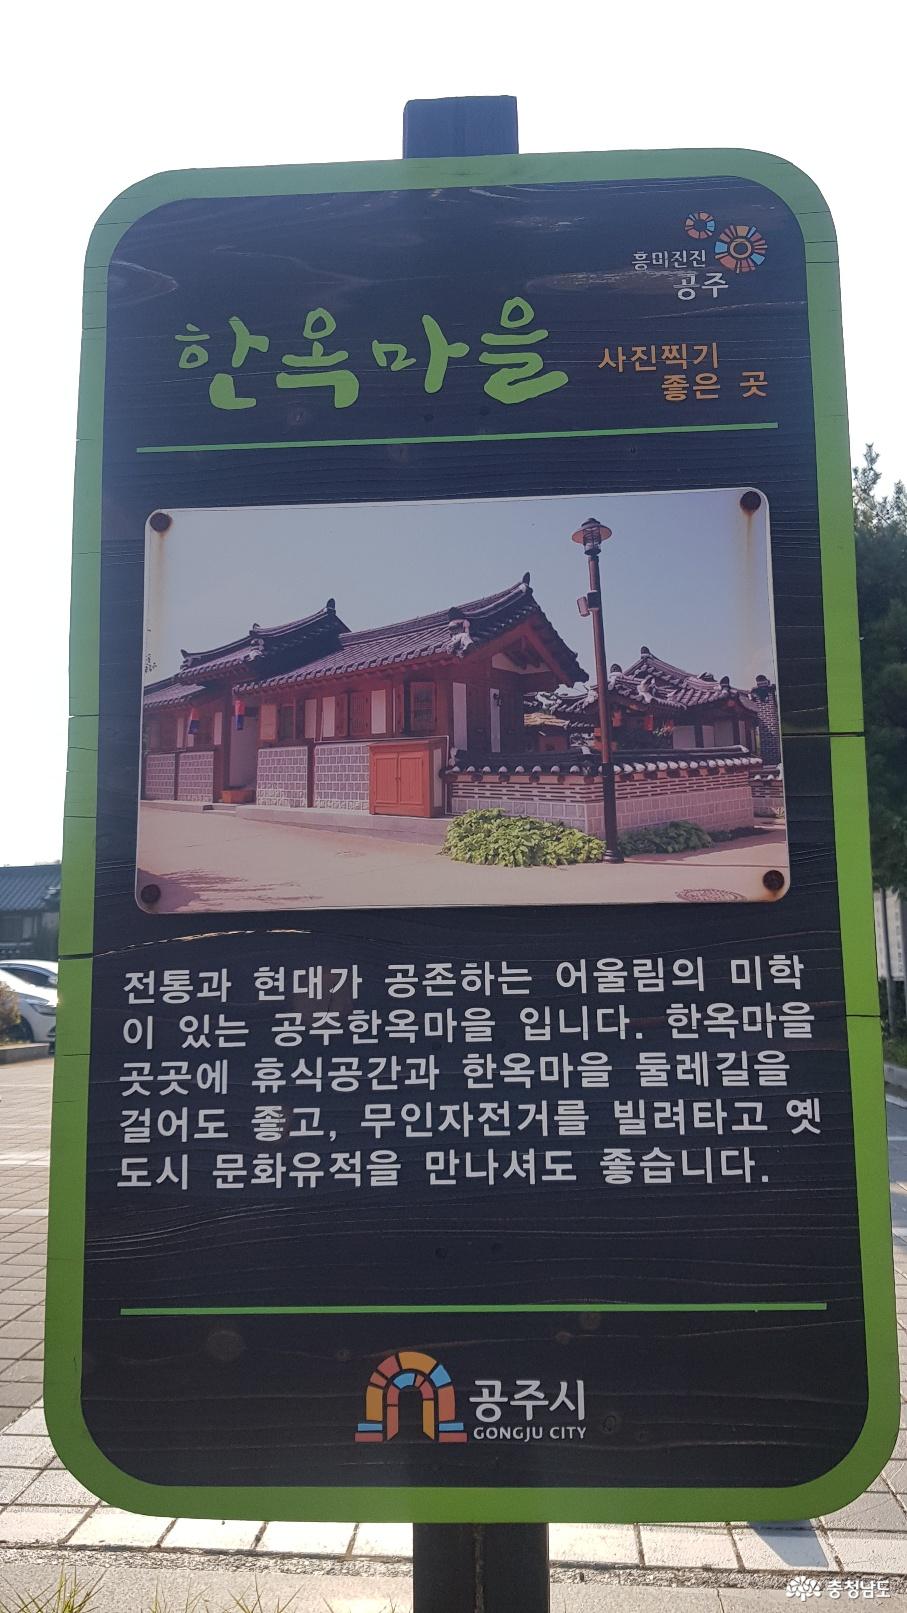 흥미진진
공주
한옥마을
사진찍기
좋은 곳
전통과 현대가 공존하는 어울림의 미학
이 있는 공주한옥마을 입니다. 한옥마을
곳곳에 휴식공간과 한옥마을 둘레길을
걸어도 좋고, 무인자전거를 빌려타고 옛
도시 문화유적을 만나셔도 좋습니다.
공주시
GONGJU CITY
충청남도